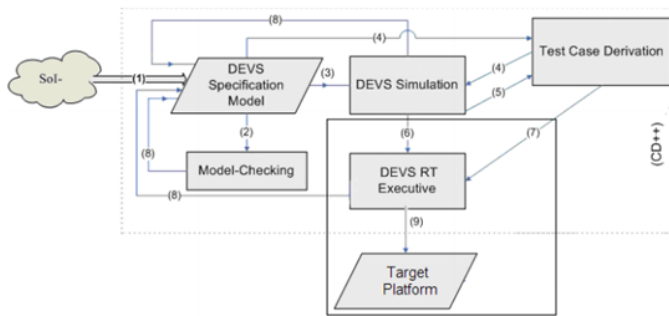 (8)
(4)
Test Case Derivation
SoI-
(1)
DEVS
Specification
Model
(3)
DEVS Simulation
(4)
(5)
(2)
(6)
(7)
(CD++)
(8)
Model-Checking
DEVS RT
Executive
(8)
(9)
Target
Platform